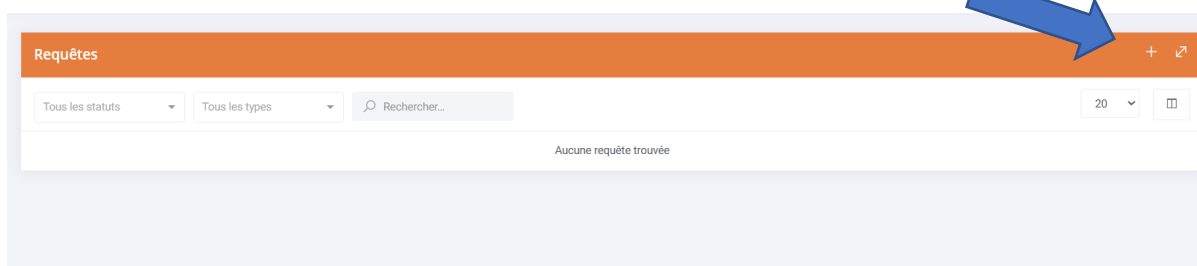 Requêtes
Tous les statuts Tous les types Rechercher... 20
Aucune requête trouvée